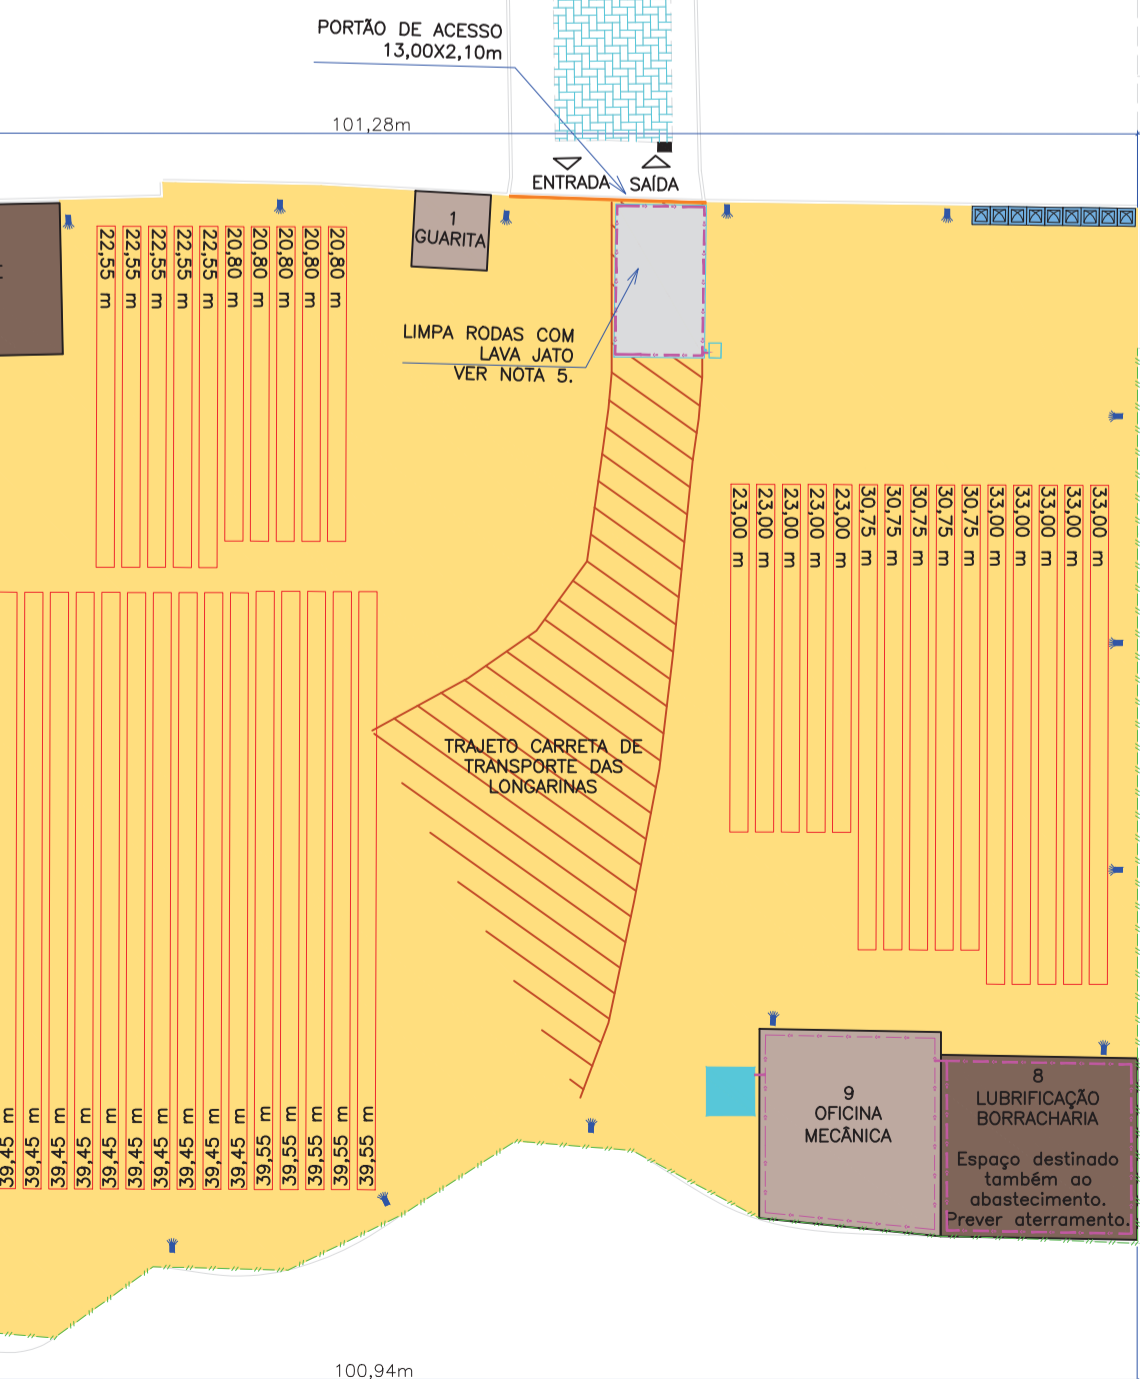 PORTÃO DE ACESSO
13,00X2,10m
101,28m
ENTRADA
SAÍDA
1
GUARITA
22,55 m
22,55 m
22,55 m
22,55 m
22,55 m
20,80 m
20,80 m
20,80 m
20,80 m
20,80 m
LIMPA RODAS COM
LAVA JATO
VER NOTA 5.
23,00 m
23,00 m
23,00 m
23,00 m
23,00 m
30,75 m
30,75 m
30,75 m
30,75 m
30,75 m
33,00 m
33,00 m
33,00 m
33,00 m
33,00 m
TRAJETO CARRETA DE
TRANSPORTE DAS
LONGARINAS
39,45 m
39,45 m
39,45 m
39,45 m
39,45 m
39,45 m
39,45 m
39,45 m
39,45 m
39,45 m
39,55 m
39,55 m
39,55 m
39,55 m
39,55 m
9
OFICINA
MECÂNICA
8
LUBRIFICAÇÃO
BORRACHARIA
Espaço destinado
também ao
abastecimento.
Prever aterramento.
100,94m